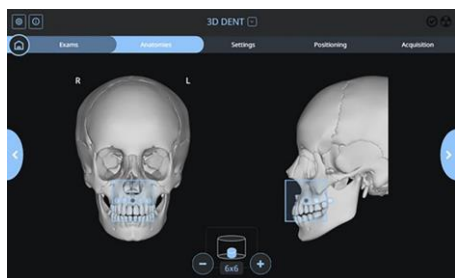 3D DENT
Exams Anatomies Settings Positioning Acquisition
R L
6x6